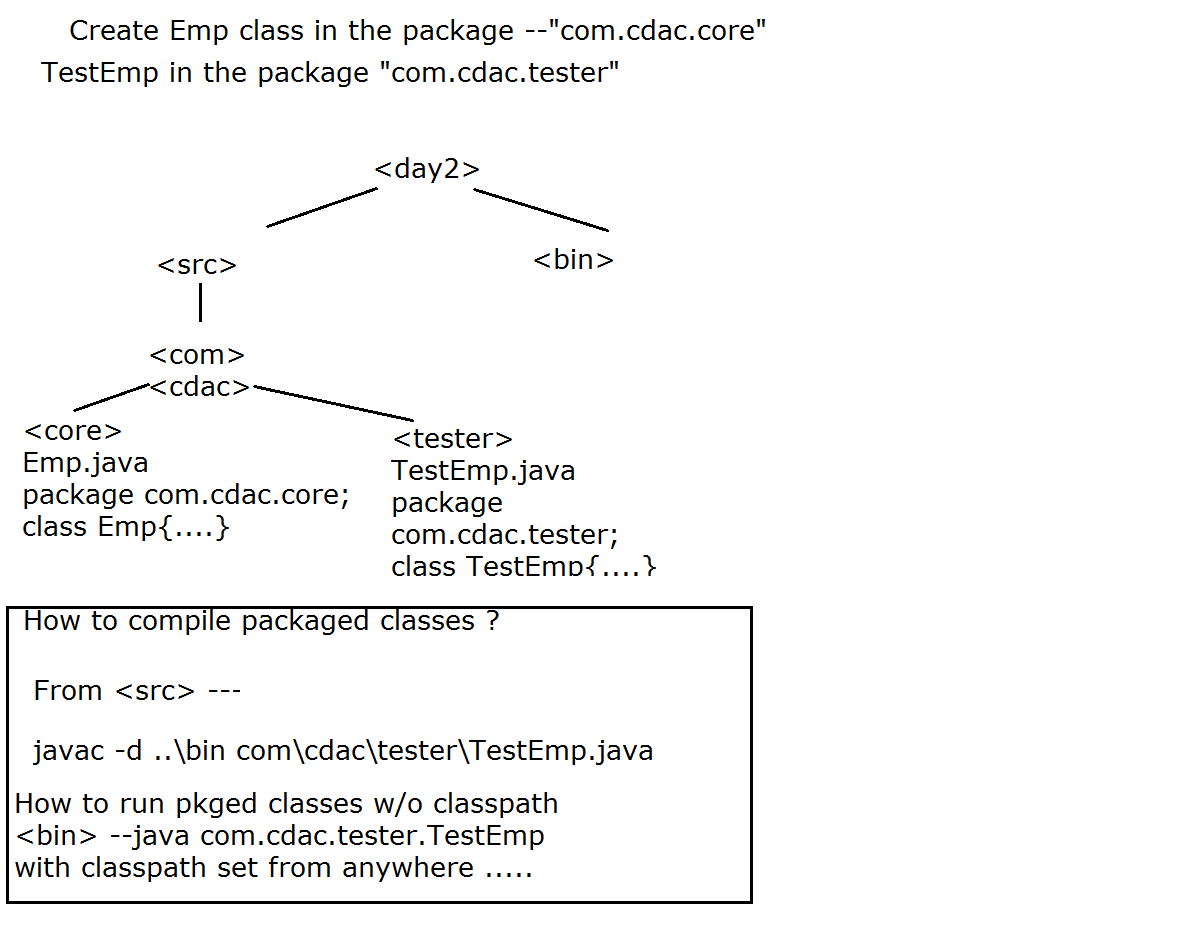 Create Emp class in the package --"com.cdac.core"
TestEmp in the package "com.cdac.tester"
<day2>
<src>
<bin>
<com>
<cdac>
<core>
Emp.java
package com.cdac.core;
class Emp{....}
<tester>
TestEmp.java
package
com.cdac.tester;
class TestEmp{....}
How to compile packaged classes ?
From <src> ---
javac -d ..\bin com\cdac\tester\TestEmp.java
How to run pkged classes w/o classpath
<bin> --java com.cdac.tester.TestEmp
with classpath set from anywhere .....